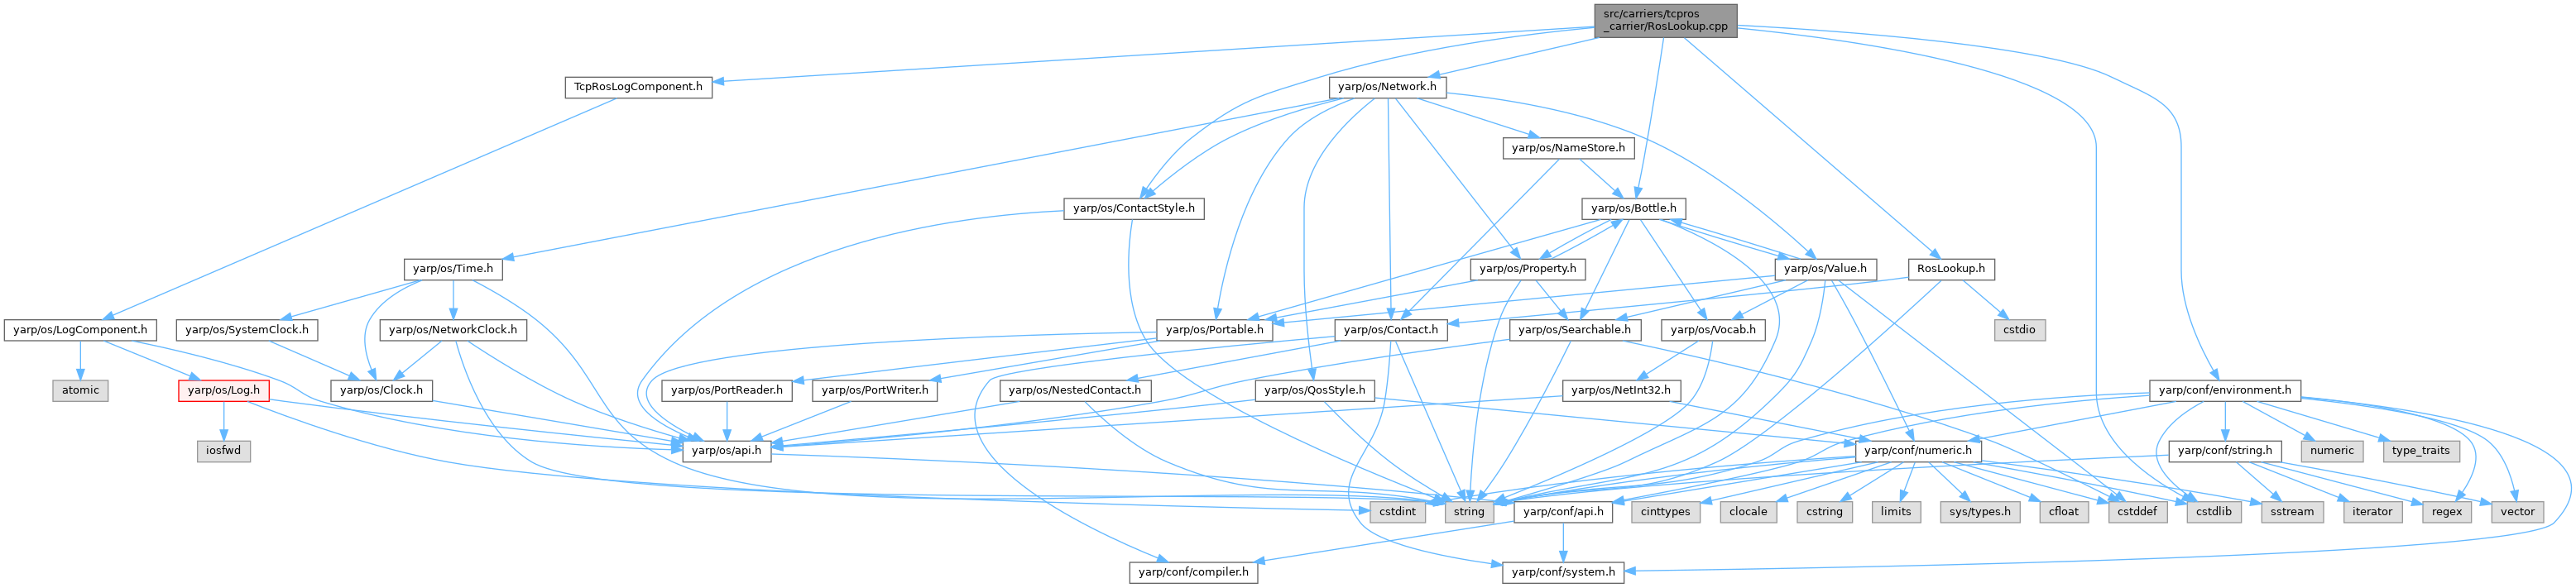 src/carriers/tcpros
_carrier/RosLookup.cpp
TcpRosLogComponent.h
yarp/os/Network.h
yarp/os/NameStore.h
yarp/os/ContactStyle.h
yarp/os/Bottle.h
yarp/os/Time.h
yarp/os/Property.h
yarp/os/Value.h
RosLookup.h
yarp/os/LogComponent.h
yarp/os/SystemClock.h
yarp/os/NetworkClock.h
yarp/os/Portable.h
yarp/os/Contact.h
yarp/os/Searchable.h
yarp/os/Vocab.h
cstdio
atomic
yarp/os/Log.h
yarp/os/Clock.h
yarp/os/PortReader.h
yarp/os/PortWriter.h
yarp/os/NestedContact.h
yarp/os/QosStyle.h
yarp/os/NetInt32.h
yarp/conf/environment.h
iosfwd
yarp/os/api.h
yarp/conf/numeric.h
yarp/conf/string.h
numeric
type_traits
cstdint
string
yarp/conf/api.h
cinttypes
clocale
cstring
limits
sys/types.h
cfloat
cstddef
cstdlib
sstream
iterator
regex
vector
yarp/conf/compiler.h
yarp/conf/system.h